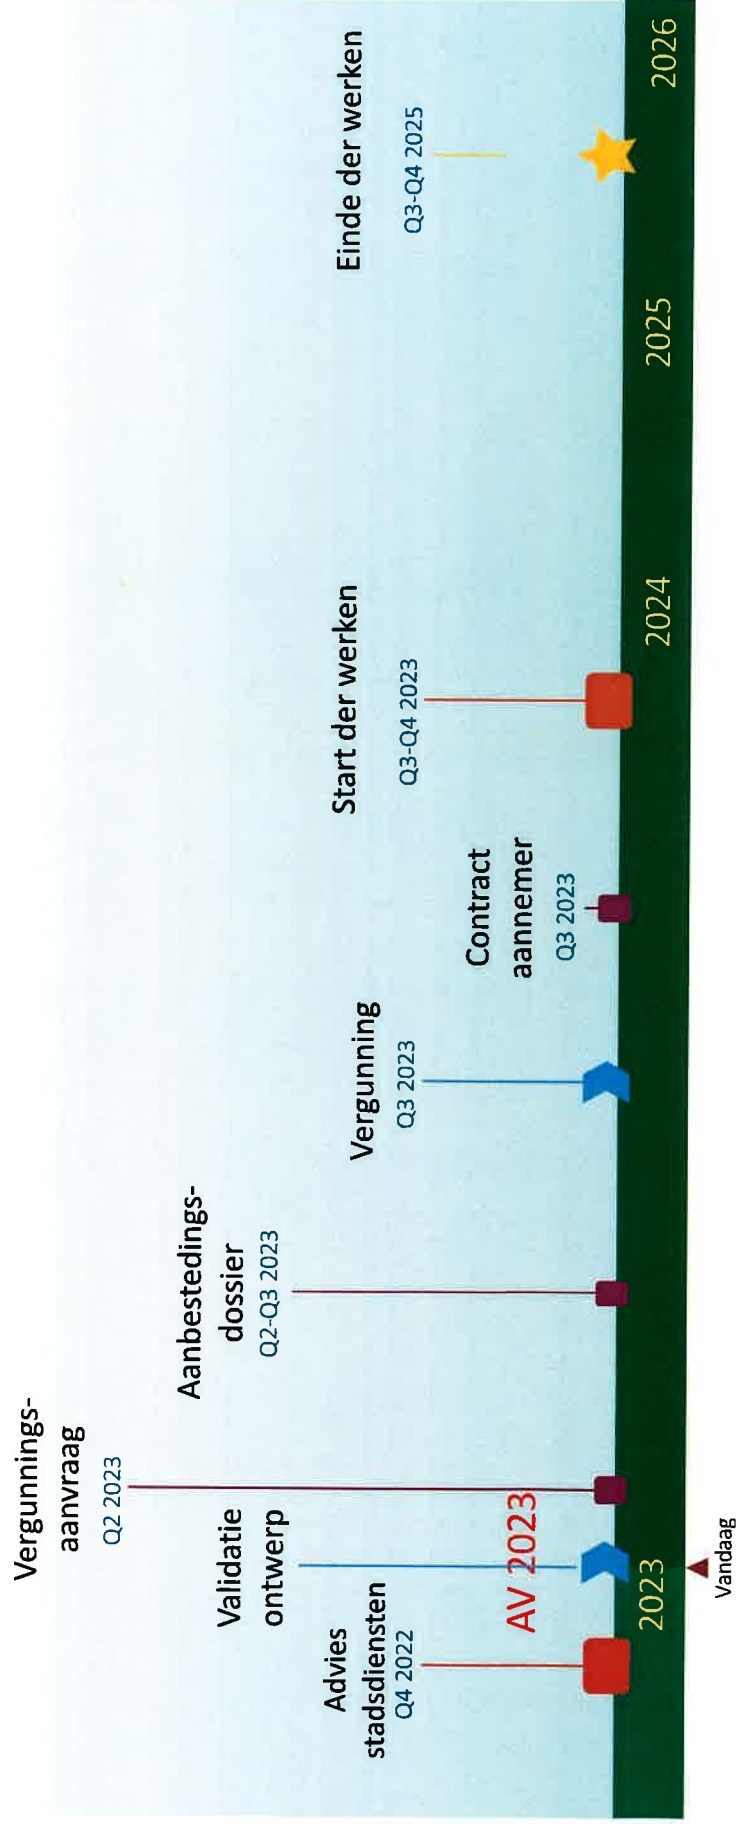 Advies
stadsdiensten
Q4 2022
Validatie
ontwerp
AV 2023
Vergunnings-
aanvraag
Q2 2023
Aanbestedings-
dossier
Q2-Q3 2023
Vergunning
Q3 2023
Contract
aannemer
Q3 2023
Start der werken
Q3-Q4 2023
Einde der werken
Q3-Q4 2025
2023
2024
2025
2026
Vandaag